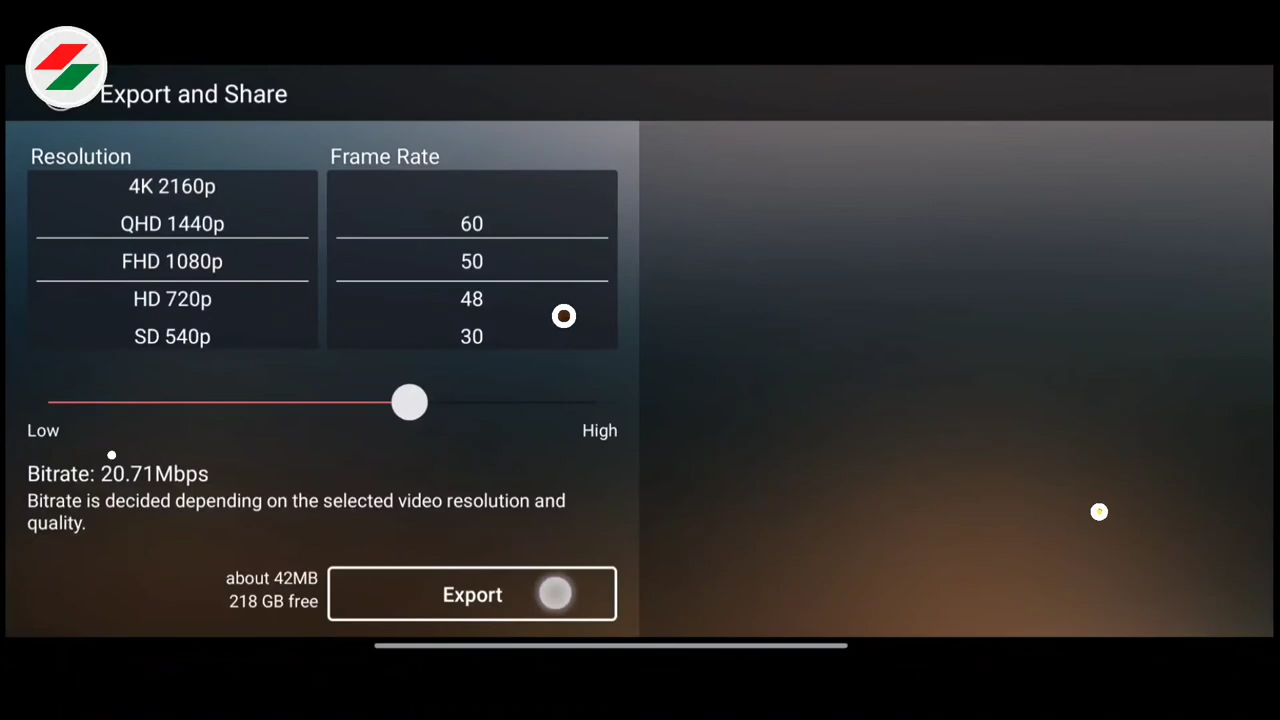 Export and Share
Resolution
Frame Rate
4K 2160p
QHD 1440p
FHD 1080p
HD 720p
SD 540p
60
50
48
30
Low
High
Bitrate: 20.71Mbps
Bitrate is decided depending on the selected video resolution and
quality.
about 42MB
218 GB free
Export